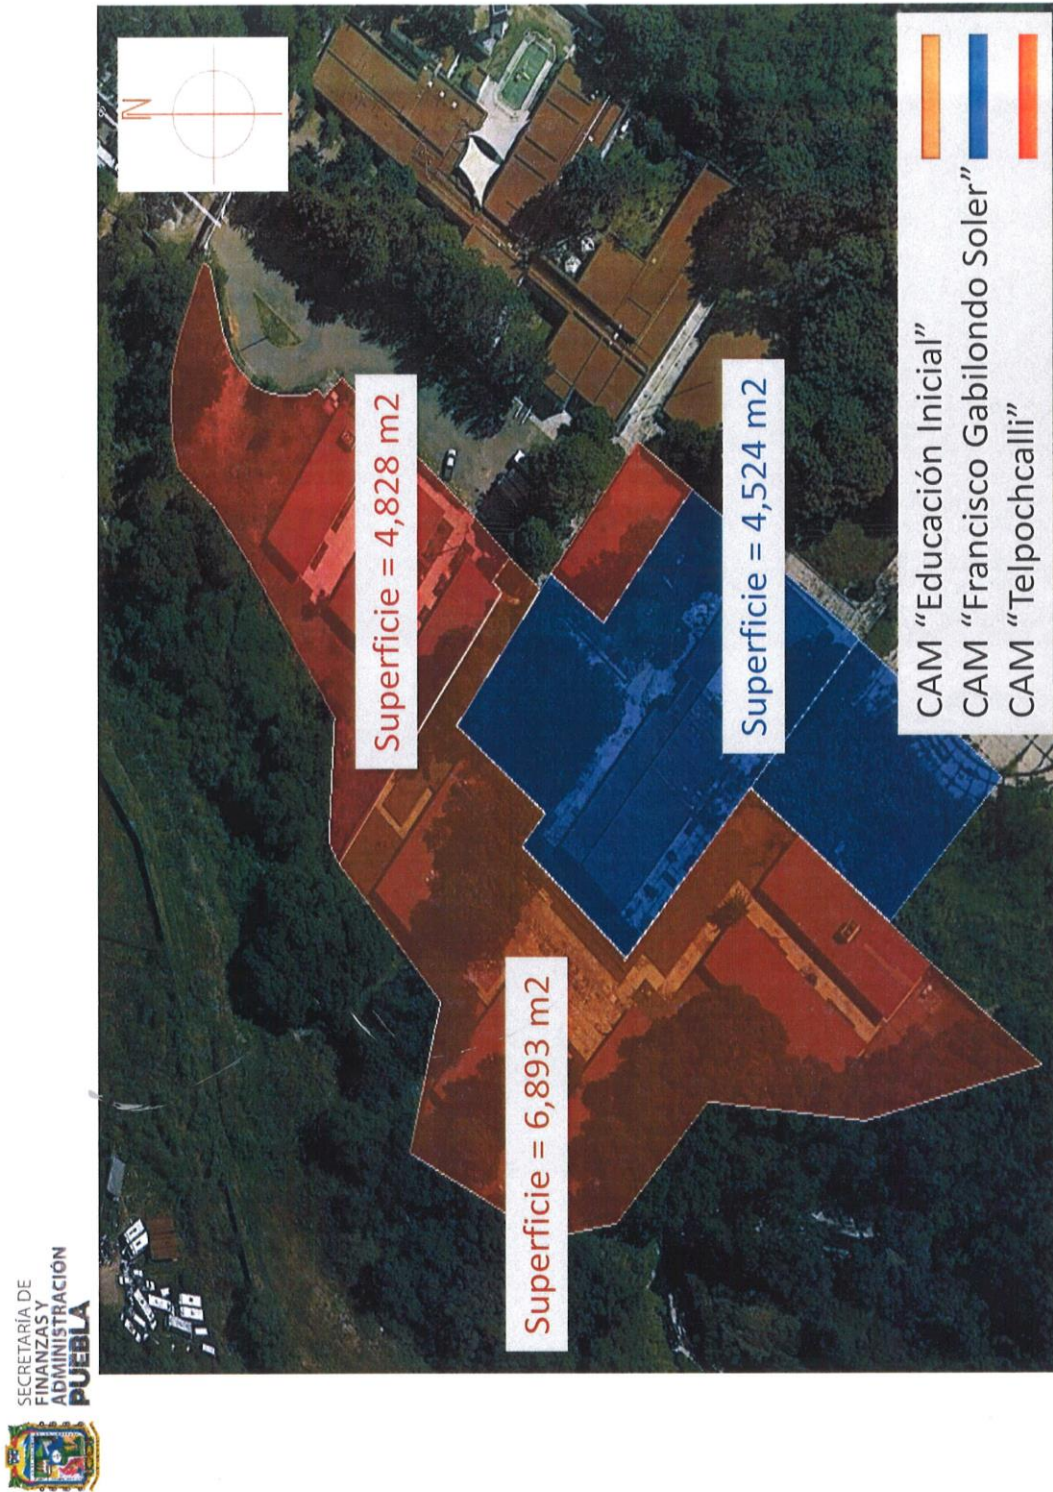 SECRETARÍA DE
FINANZAS Y
ADMINISTRACIÓN
PUEBLA
N
Superficie = 4,828 m2
Superficie = 6,893 m2
Superficie = 4,524 m2
CAM “Educación Inicial”
CAM “Francisco Gabilondo Soler”
CAM “Telpochcalli”